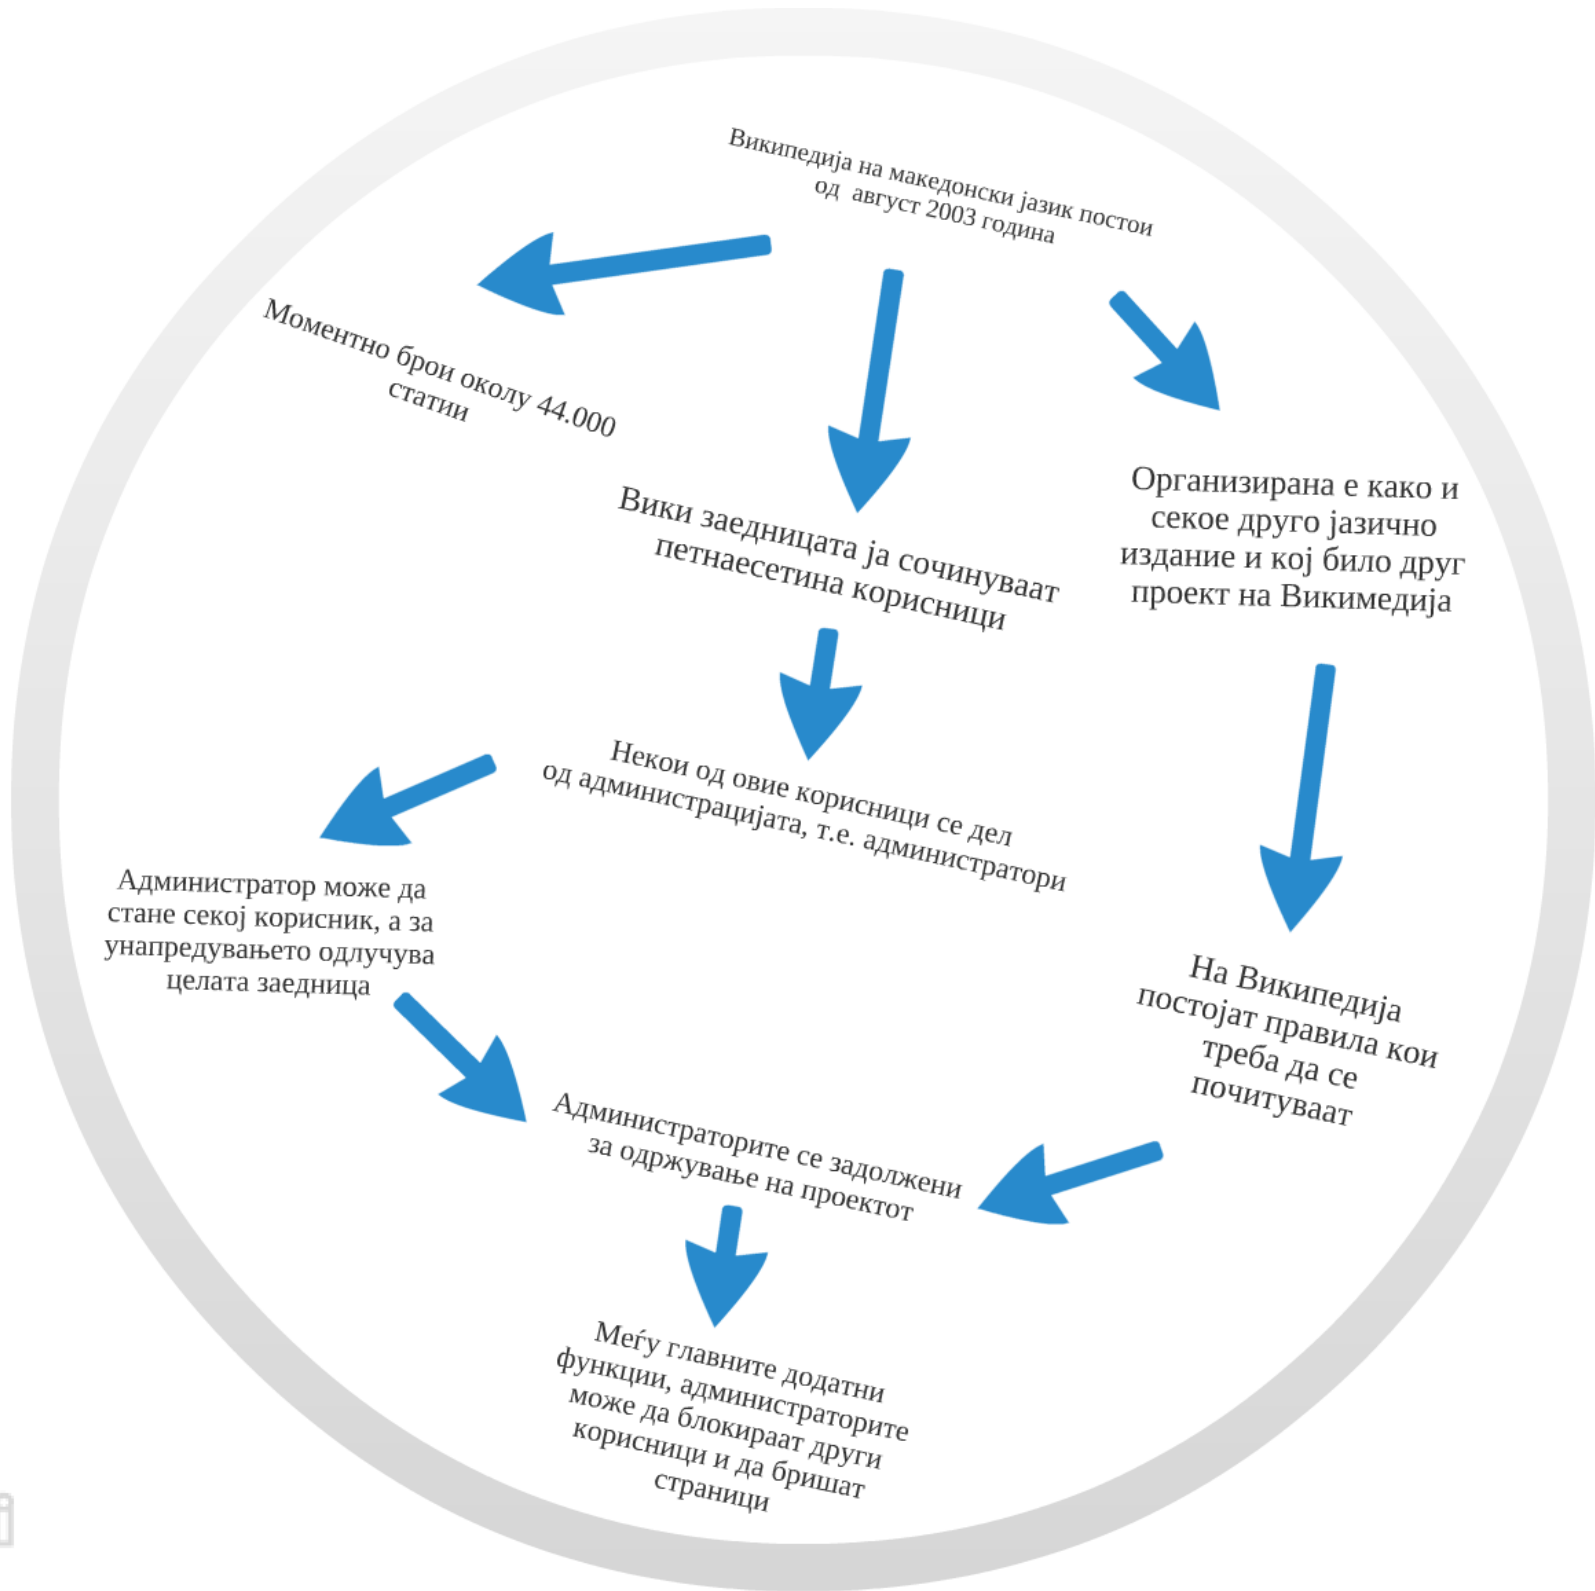 Википедија на македонски јазик постои
од август 2003 година
Моментно брои околу 44.000
статии
Вики заедницата ја сочинуваат
петнаесетина корисници
Организирана е како и
секое друго јазично
издание и кој било друг
проект на Викимедија
Некои од овие корисници се дел
од администрацијата, т.е. администратори
Администратор може да
стане секој корисник, а за
унапредувањето одлучува
целата заедница
На Википедија
постојат правила кои
треба да се
почитуваат
Администраторите се задолжени
за одржување на проектот
Меѓу главните додатни
функции, администраторите
може да блокираат други
корисници и да бришат
страници